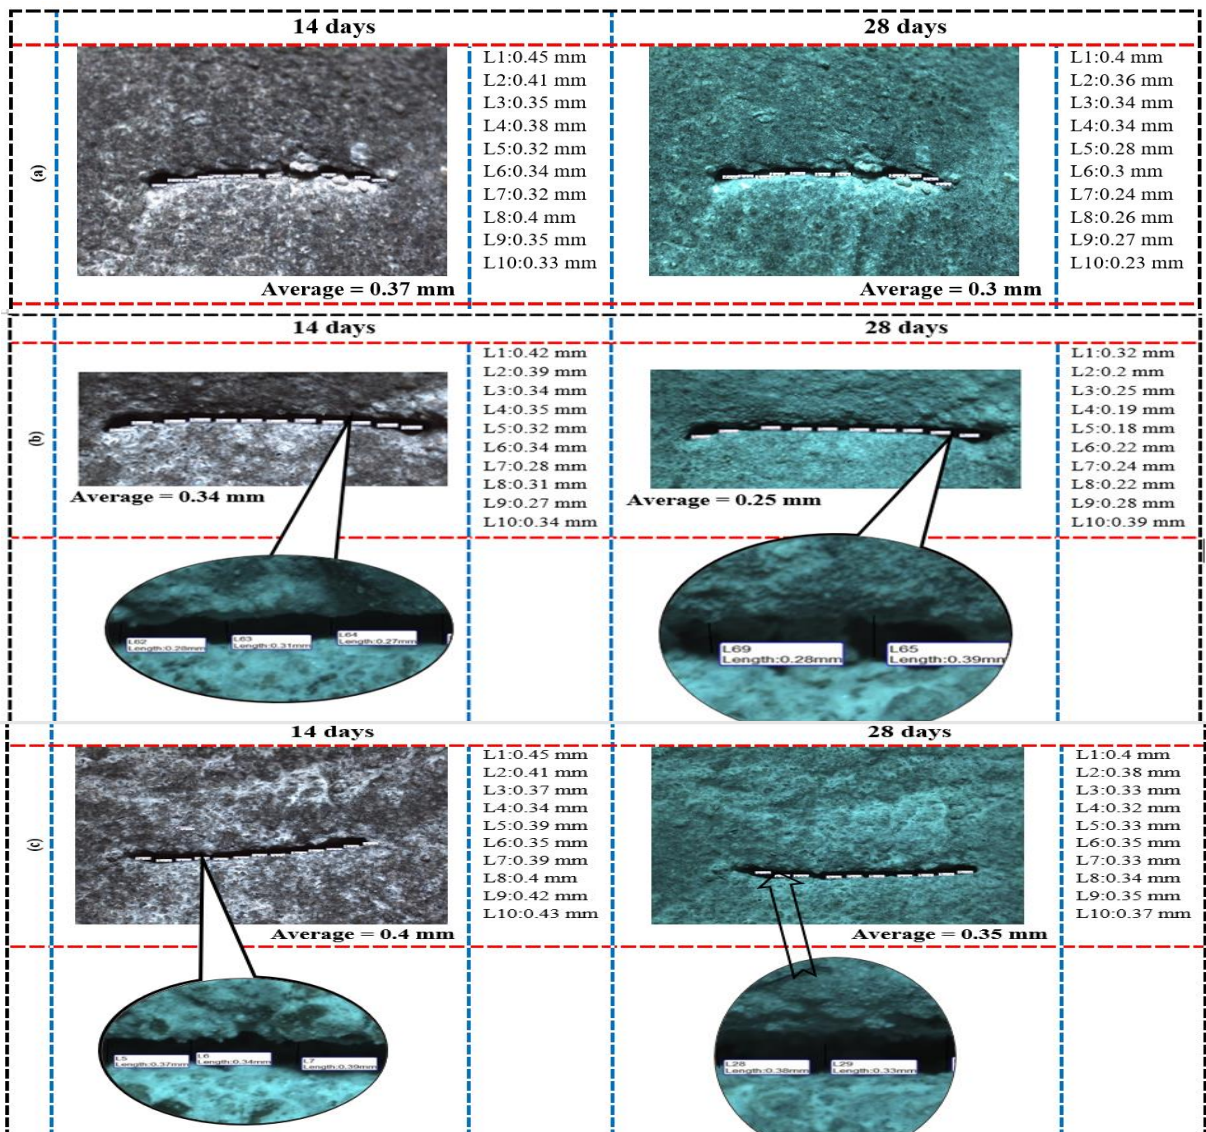 14 days
28 days
(a)
L1:0.45 mm
L2:0.41 mm
L3:0.35 mm
L4:0.38 mm
L5:0.32 mm
L6:0.34 mm
L7:0.32 mm
L8:0.4 mm
L9:0.35 mm
L10:0.33 mm
Average = 0.37 mm
L1:0.4 mm
L2:0.36 mm
L3:0.34 mm
L4:0.34 mm
L5:0.28 mm
L6:0.3 mm
L7:0.24 mm
L8:0.26 mm
L9:0.27 mm
L10:0.23 mm
Average = 0.3 mm
14 days
28 days
(b)
L1:0.42 mm
L2:0.39 mm
L3:0.34 mm
L4:0.35 mm
L5:0.32 mm
L6:0.34 mm
L7:0.28 mm
L8:0.31 mm
L9:0.27 mm
L10:0.34 mm
Average = 0.34 mm
L62
Length:0.28mm
L63
Length:0.31mm
L64
Length:0.27mm
L1:0.32 mm
L2:0.2 mm
L3:0.25 mm
L4:0.19 mm
L5:0.18 mm
L6:0.22 mm
L7:0.24 mm
L8:0.22 mm
L9:0.28 mm
L10:0.39 mm
Average = 0.25 mm
L69
Length:0.28mm
L65
Length:0.39mm
14 days
28 days
(c)
L1:0.45 mm
L2:0.41 mm
L3:0.37 mm
L4:0.34 mm
L5:0.39 mm
L6:0.35 mm
L7:0.39 mm
L8:0.4 mm
L9:0.42 mm
L10:0.43 mm
Average = 0.4 mm
L5
Length:0.37mm
L6
Length:0.34mm
L7
Length:0.39mm
L1:0.4 mm
L2:0.38 mm
L3:0.33 mm
L4:0.32 mm
L5:0.33 mm
L6:0.35 mm
L7:0.33 mm
L8:0.34 mm
L9:0.35 mm
L10:0.37 mm
Average = 0.35 mm
L28
Length:0.38mm
L29
Length:0.33mm